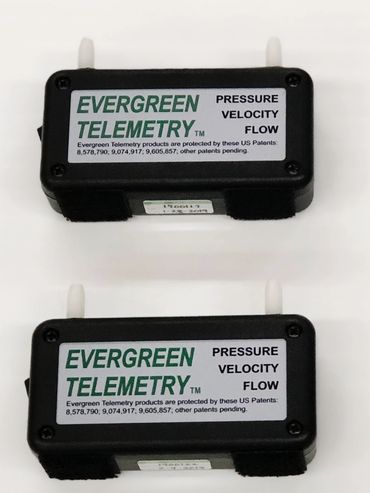 EVERGREEN
TELEMETRY™
PRESSURE
VELOCITY
FLOW
Evergreen Telemetry products are protected by these US Patents:
8,578,790; 9,074,917; 9,605,857; other patents pending.
EVERGREEN
TELEMETRY™
PRESSURE
VELOCITY
FLOW
Evergreen Telemetry products are protected by these US Patents:
8,578,790; 9,074,917; 9,605,857; other patents pending.